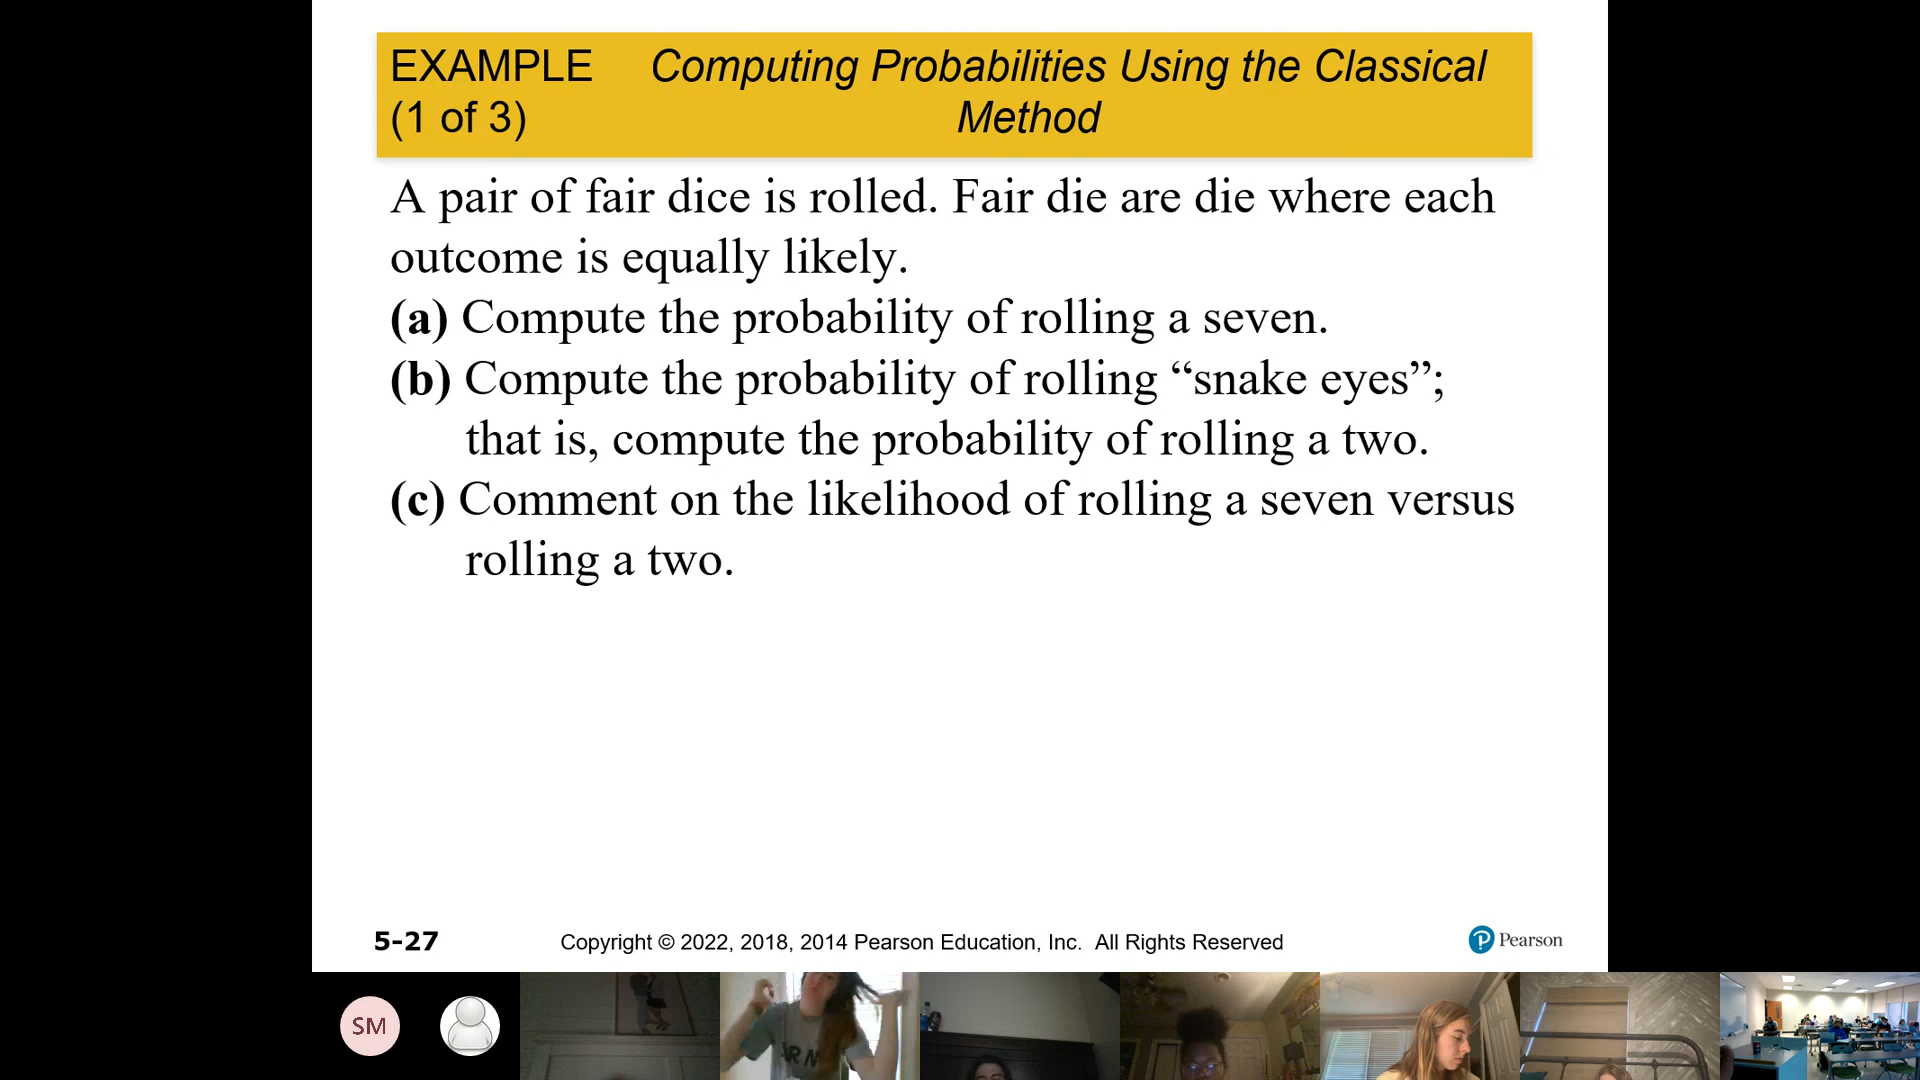 EXAMPLE Computing Probabilities Using the Classical
(1 of 3) Method
A pair of fair dice is rolled. Fair die are die where each
outcome is equally likely.
(a) Compute the probability of rolling a seven.
(b) Compute the probability of rolling “snake eyes”;
that is, compute the probability of rolling a two.
(c) Comment on the likelihood of rolling a seven versus
rolling a two.
5-27 Copyright © 2022, 2018, 2014 Pearson Education, Inc. All Rights Reserved Pearson
SM